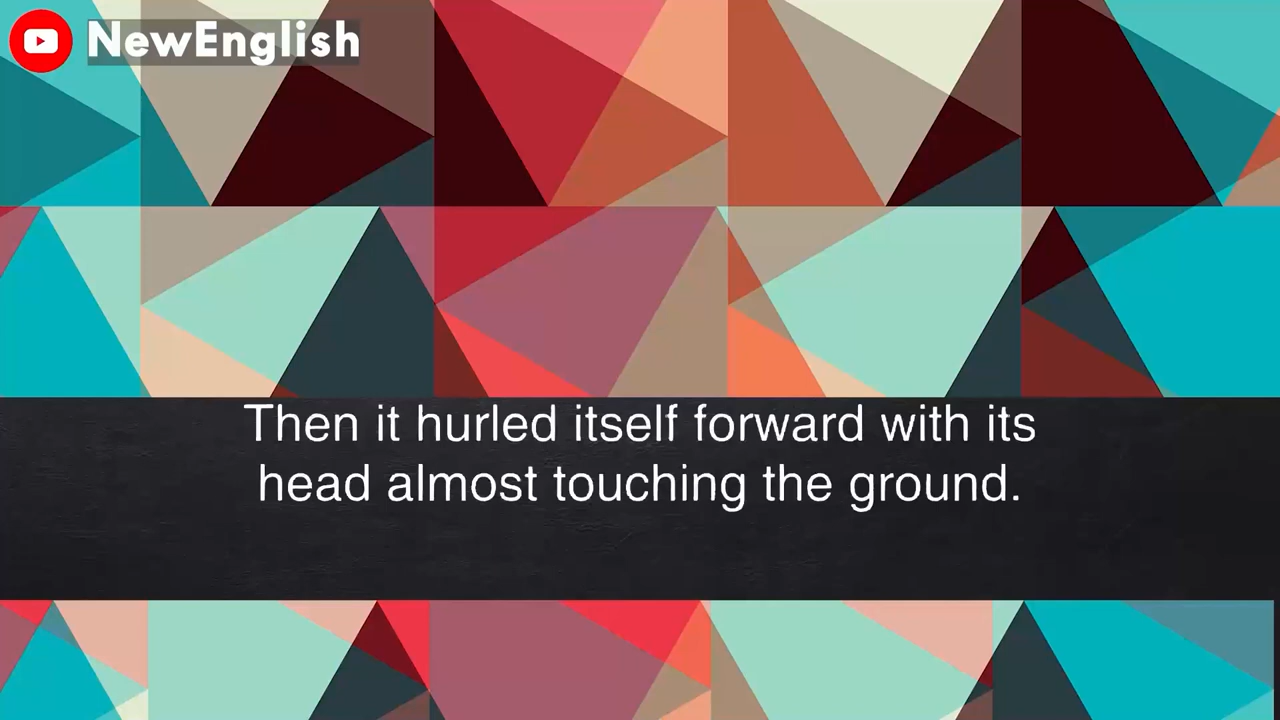 NewEnglish
Then it hurled itself forward with its
head almost touching the ground.